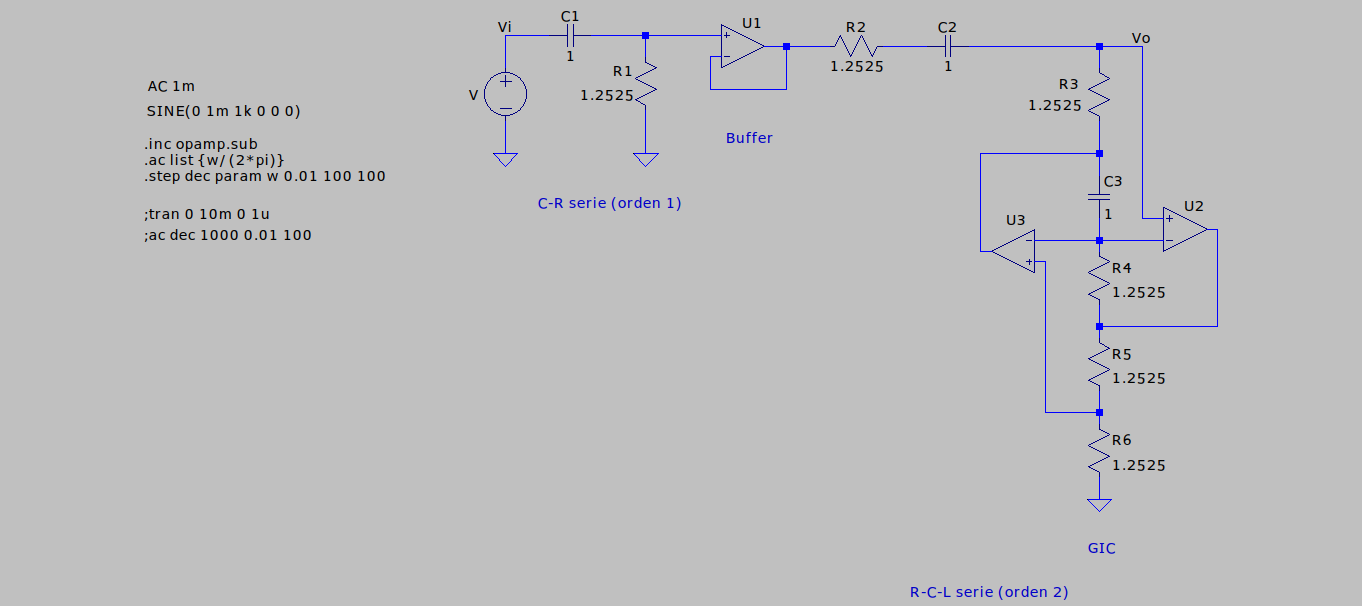 Vi
C1
1
V
R1
1.2525
+
-
U1
Buffer
R2
1.2525
C2
1
Vo
R3
1.2525
AC 1m
SINE(0 1m 1k 0 0 0)
.inc opamp.sub
.ac list {w/(2*pi)}
.step dec param w 0.01 100 100
;tran 0 10m 0 1u
;ac dec 1000 0.01 100
C-R serie (orden 1)
C3
1
U3
-
+
U2
+
-
R4
1.2525
R5
1.2525
R6
1.2525
GIC
R-C-L serie (orden 2)